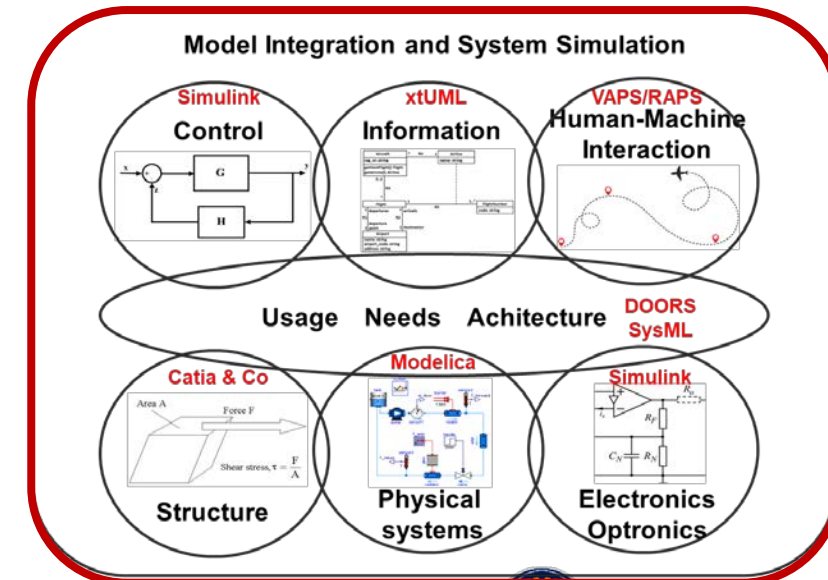 Model Integration and System Simulation
Simulink
Control
x
G
y
H
xtUML
Information
VAPS/RAPS
Human-Machine
Interaction
Usage Needs Achitecture
DOORS
SysML
Catia & Co
Area A
Force F
Shear stress, τ = F
A
Structure
Modelica
Physical
systems
Simulink
R_F
C_N R_N
Electronics
Optronics